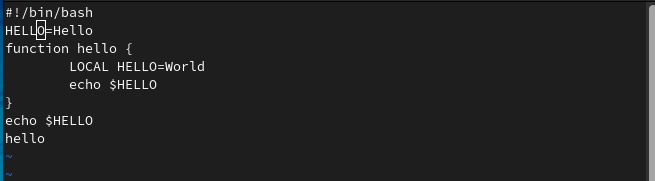 #!/bin/bash
HELLO=Hello
function hello {
        LOCAL HELLO=World
        echo $HELLO
}
echo $HELLO
hello
~
~